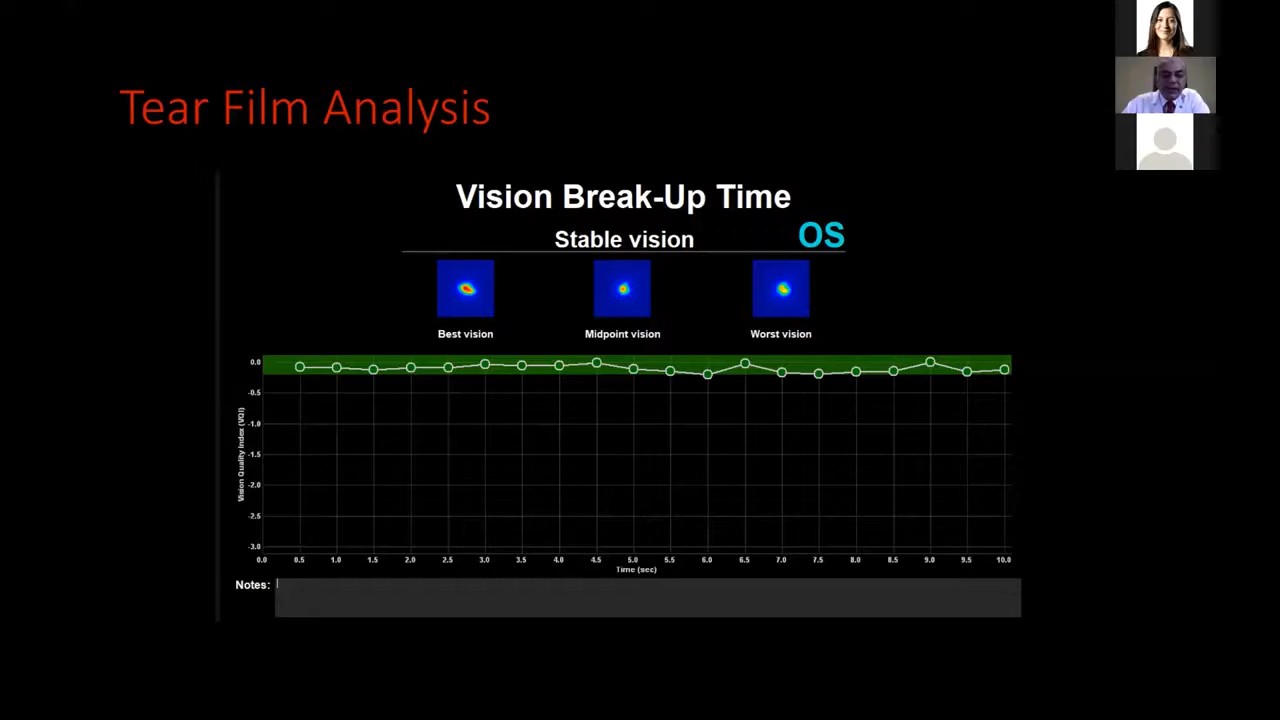 Tear Film Analysis
Vision Break-Up Time
Stable vision
OS
Best vision
Midpoint vision
Worst vision
0.0
-0.5
-1.0
-1.5
-2.0
-2.5
-3.0
Vision Quality Index (VQI)
0.0 0.5 1.0 1.5 2.0 2.5 3.0 3.5 4.0 4.5 5.0 5.5 6.0 6.5 7.0 7.5 8.0 8.5 9.0 9.5 10.0
Time (sec)
Notes: